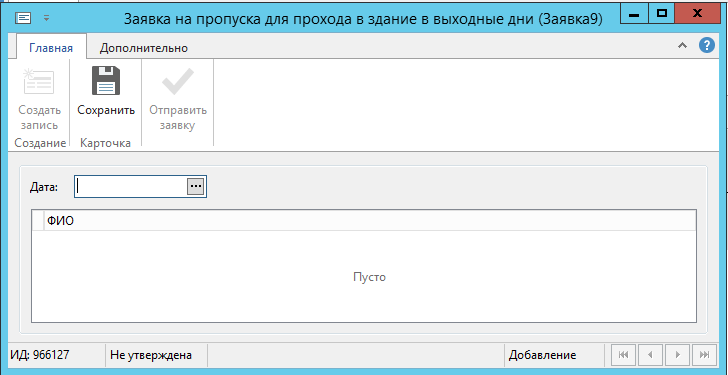 Заявка на пропуска для прохода в здание в выходные дни (Заявка9)
Главная Дополнительно
Создать запись
Сохранить
Отправить заявку
Создание Карточка
Дата:
ФИО
Пусто
ИД: 966127 Не утверждена Добавление